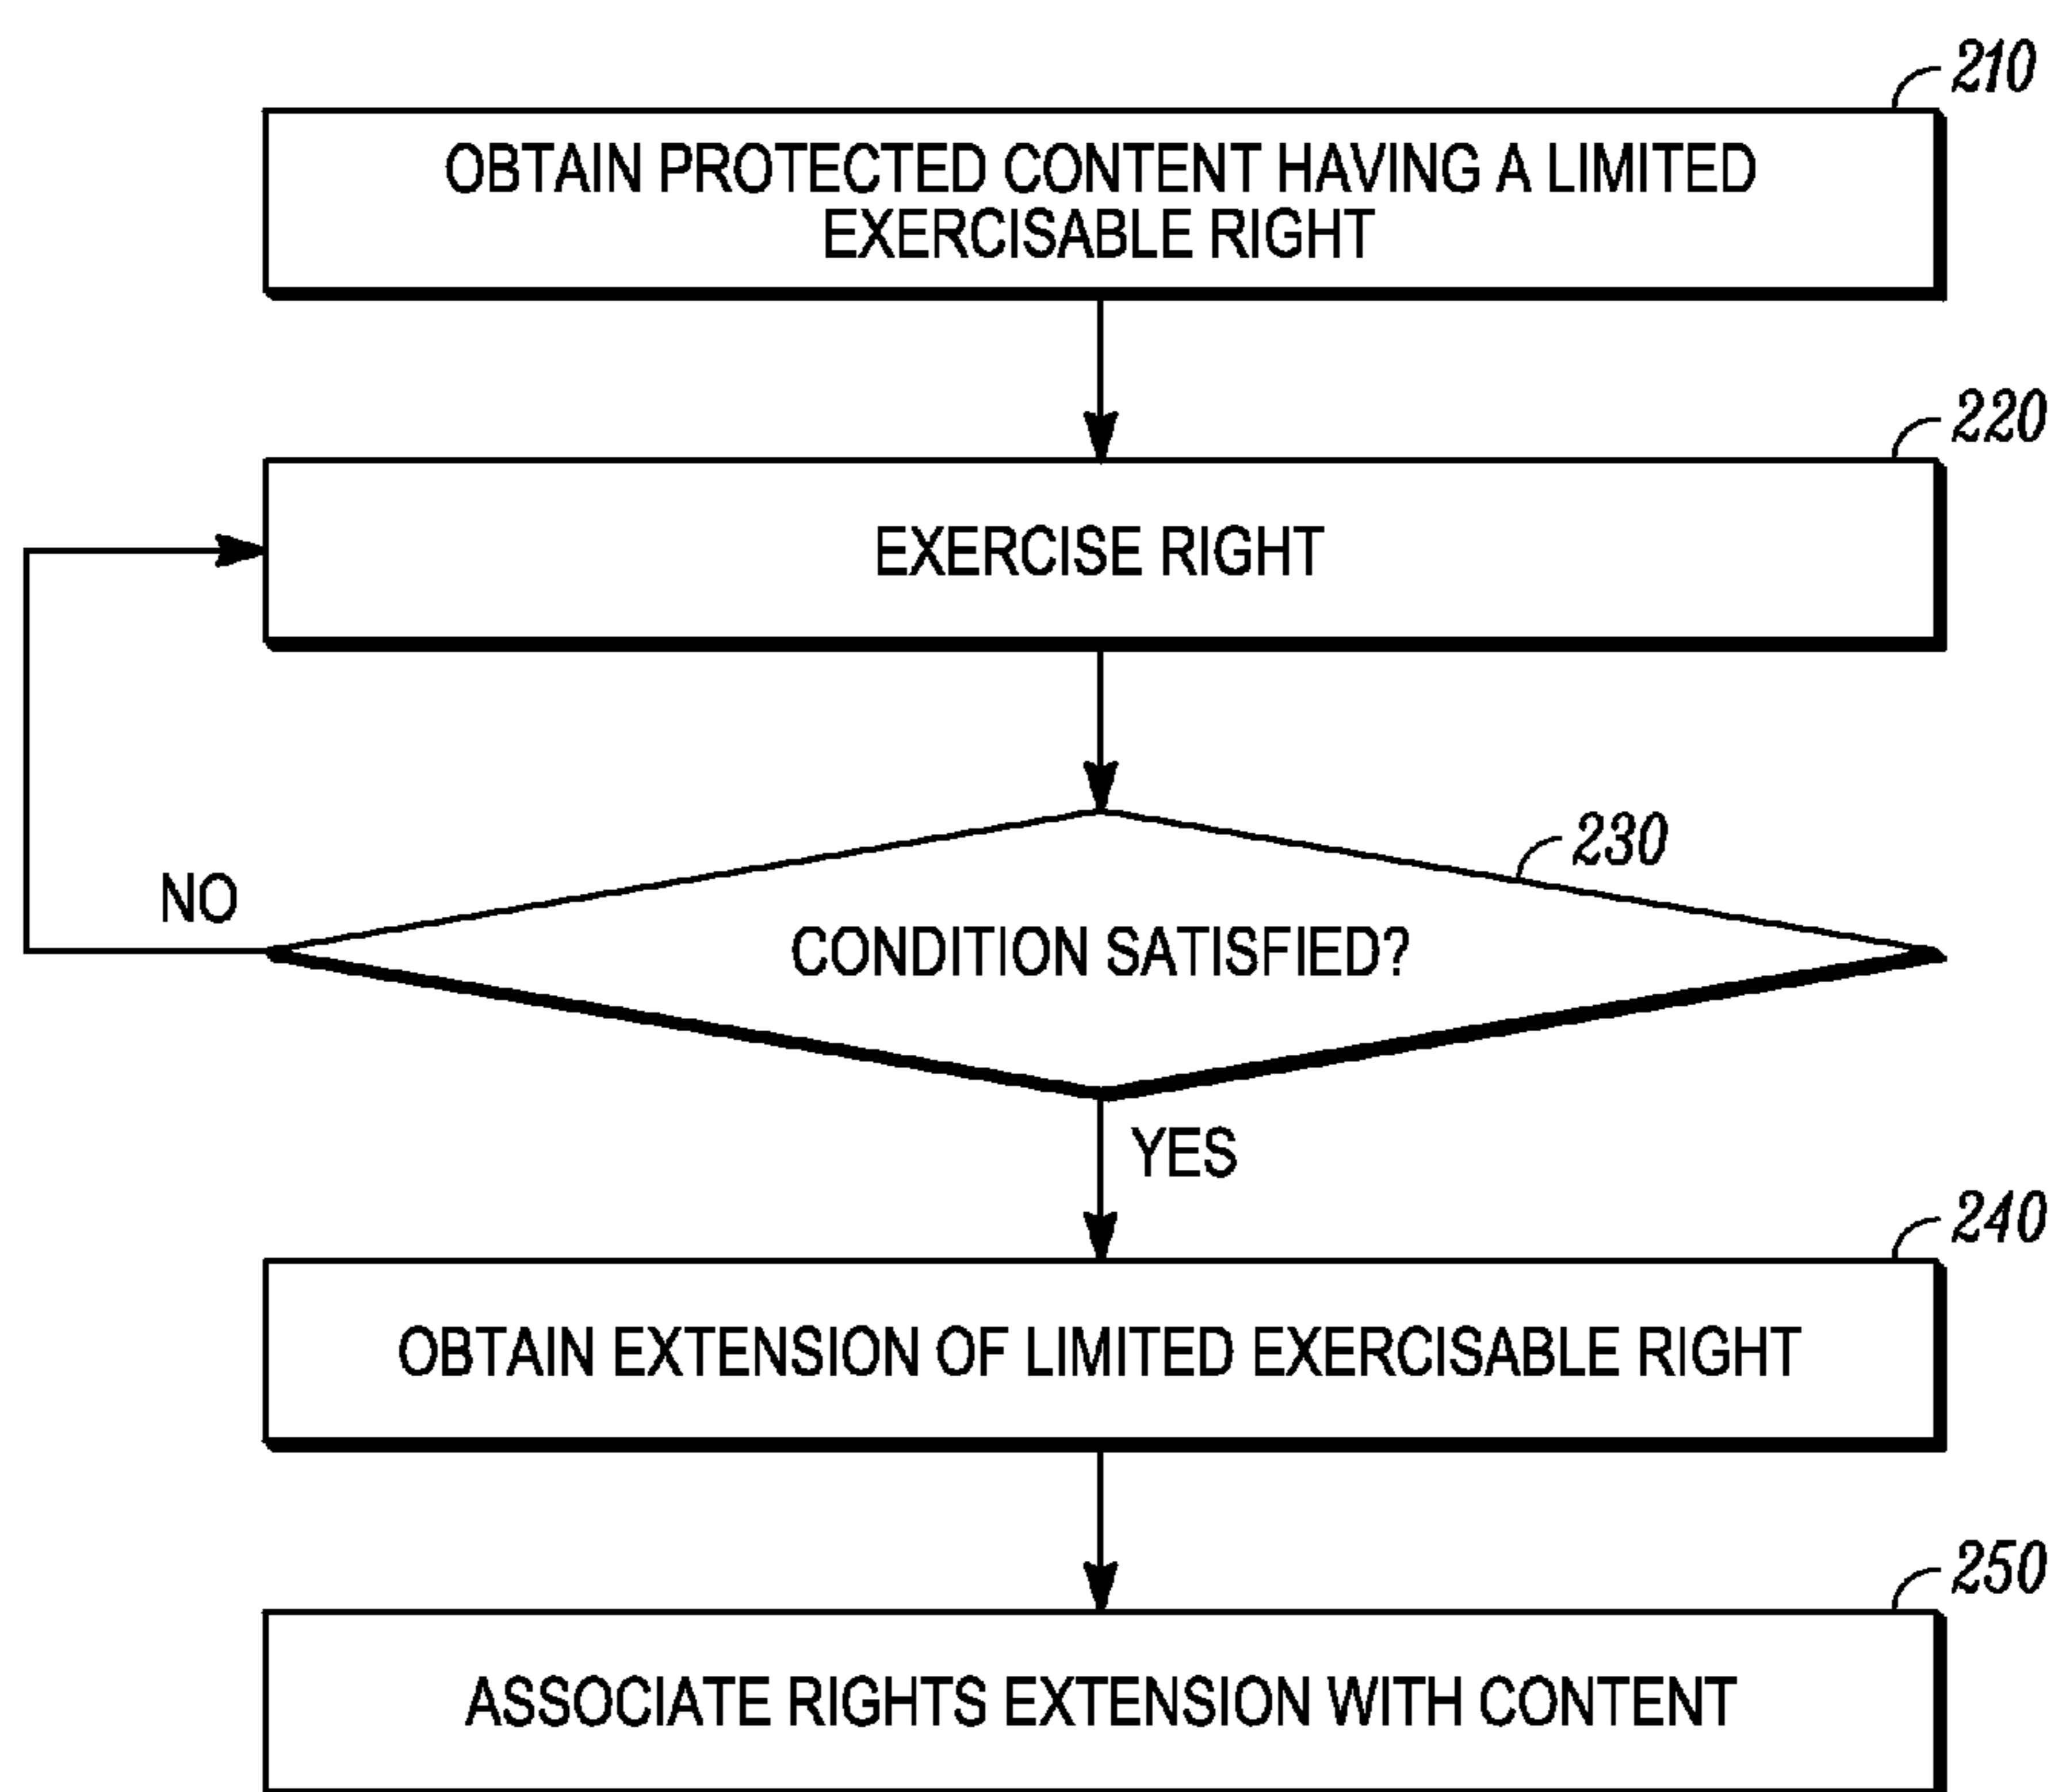 210
OBTAIN PROTECTED CONTENT HAVING A LIMITED
EXERCISABLE RIGHT
220
EXERCISE RIGHT
230
NO
CONDITION SATISFIED?
YES
240
OBTAIN EXTENSION OF LIMITED EXERCISABLE RIGHT
250
ASSOCIATE RIGHTS EXTENSION WITH CONTENT